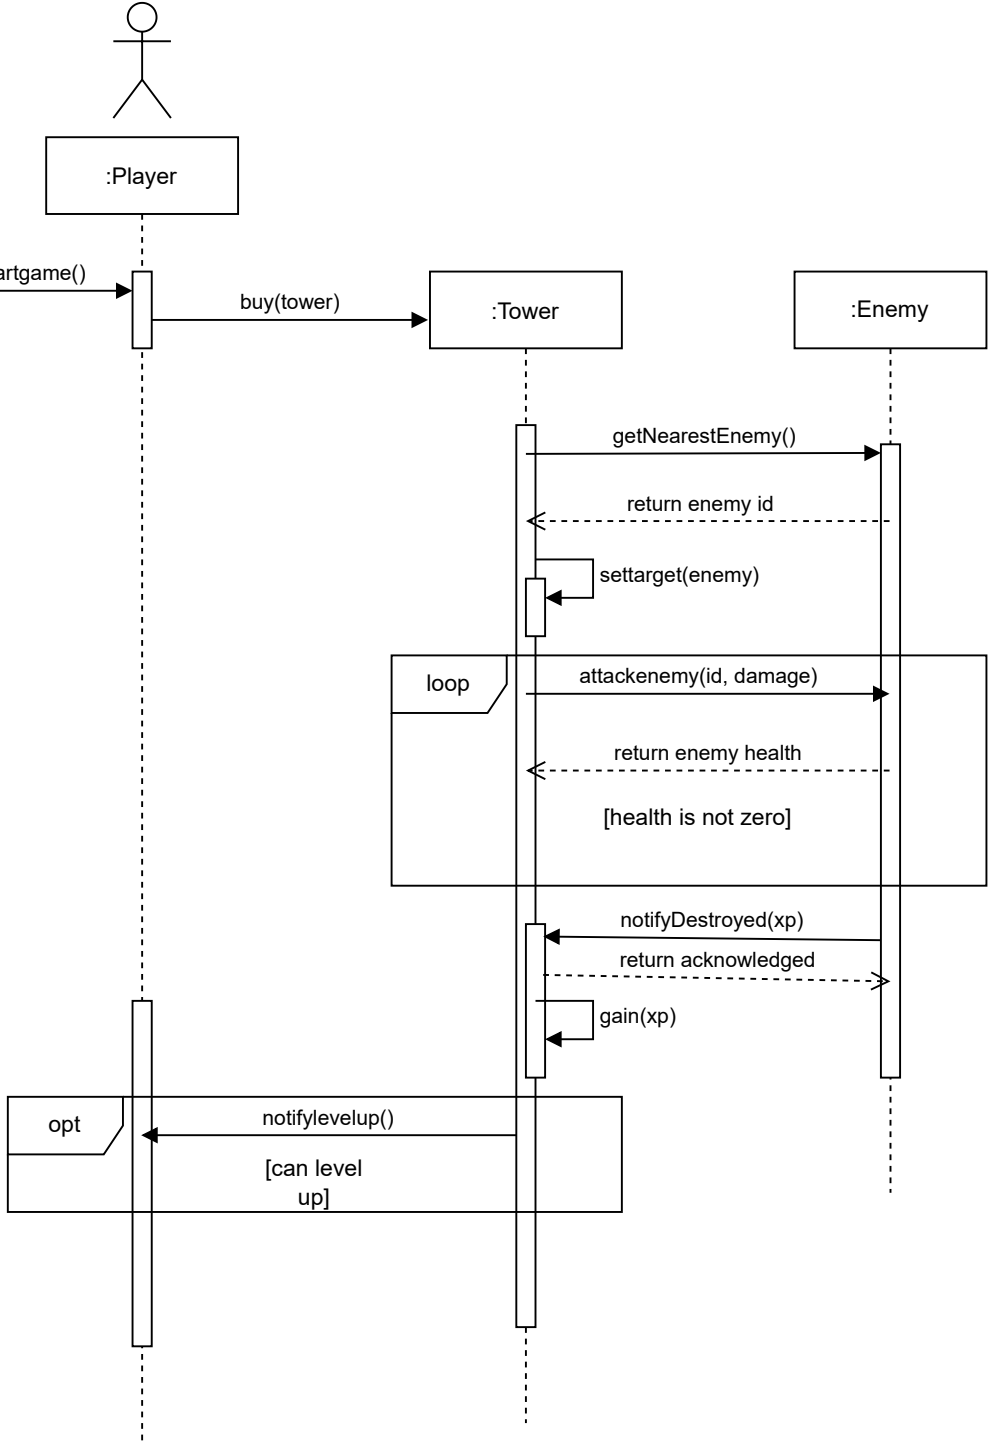 :Player
artgame()
buy(tower)
:Tower
:Enemy
getNearestEnemy()
return enemy id
settarget(enemy)
loop
attackenemy(id, damage)
return enemy health
[health is not zero]
notifyDestroyed(xp)
return acknowledged
gain(xp)
opt
notifylevelup()
[can level
up]